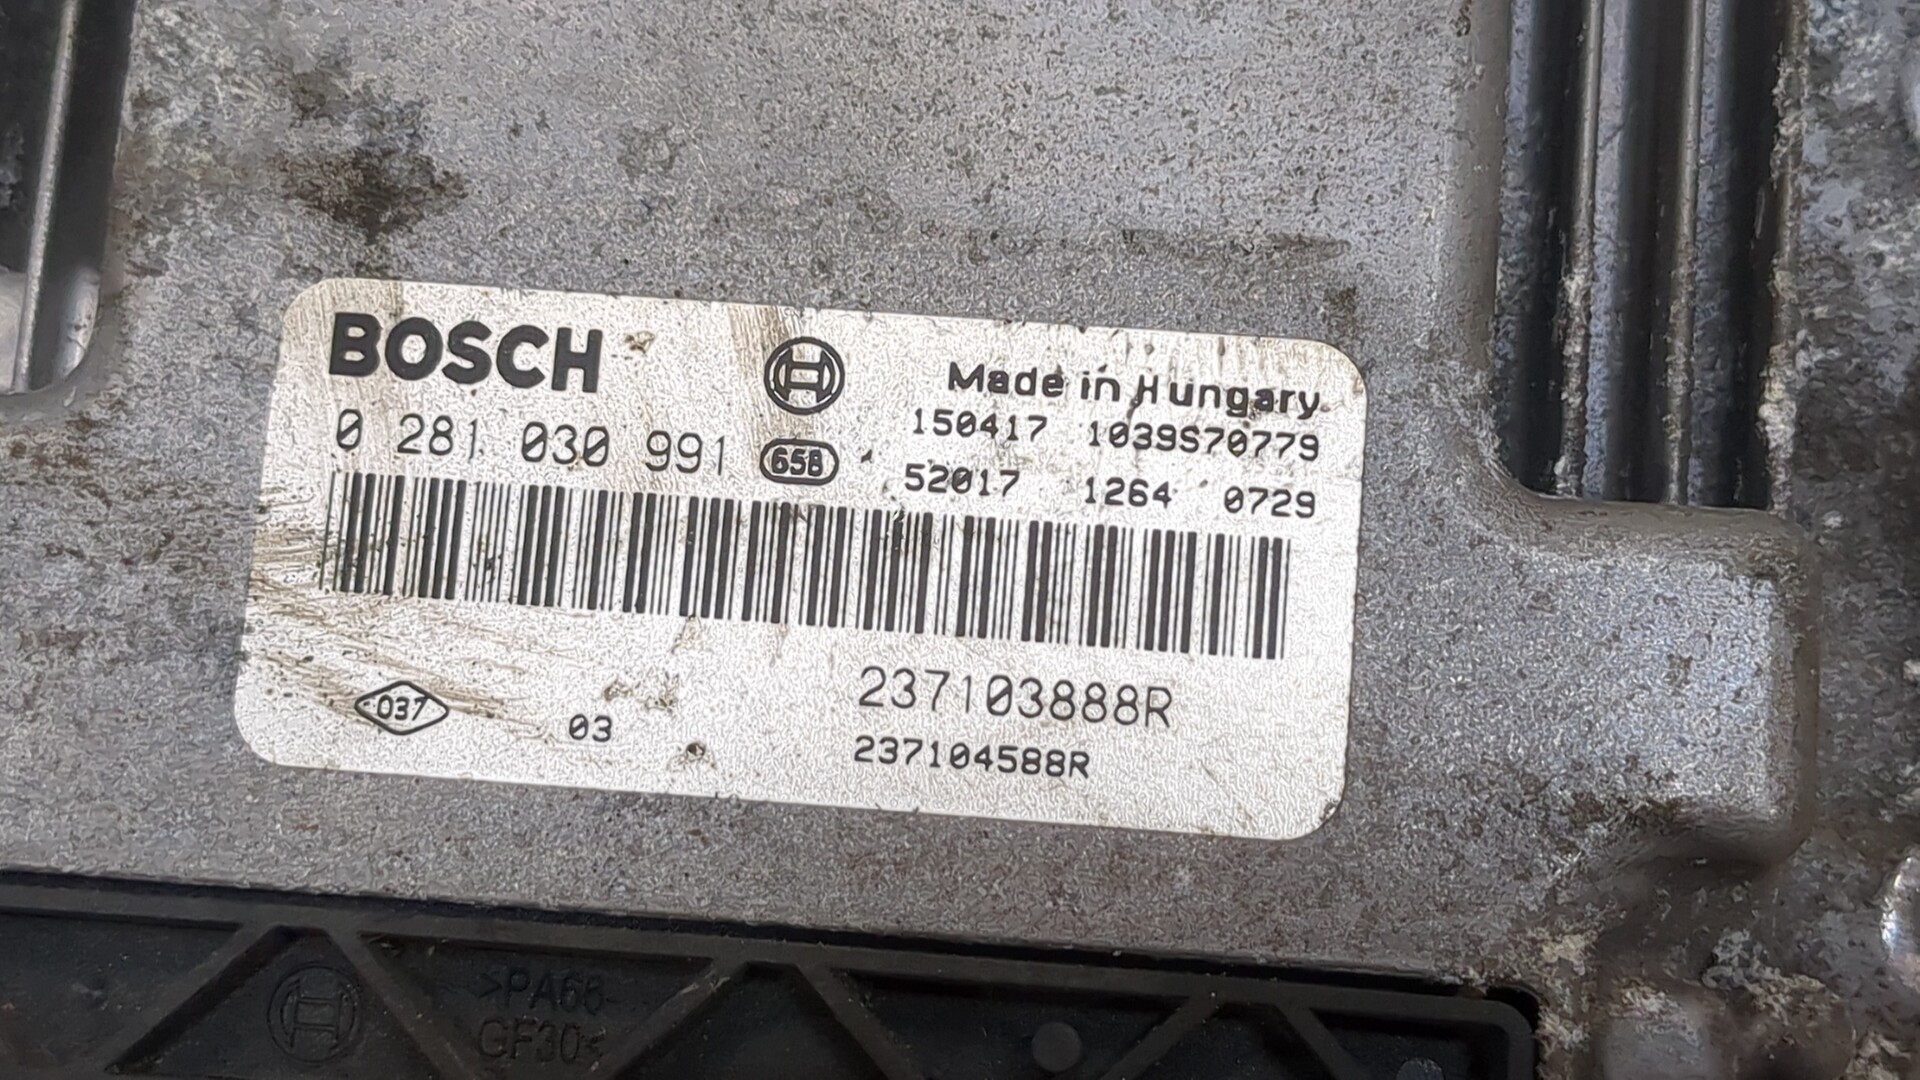 BOSCH
Made in Hungary
0 281 030 991 65B
150417 1039S70779
52017 1264 0729
237103888R
037 03
237104588R
>PA66-
GF30<